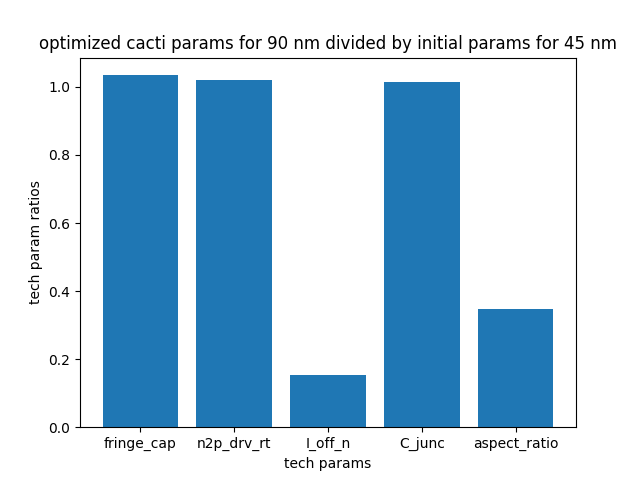 optimized cacti params for 90 nm divided by initial params for 45 nm
tech param ratios
1.0
0.8
0.6
0.4
0.2
0.0
fringe_cap n2p_drv_rt I_off_n C_junc aspect_ratio
tech params